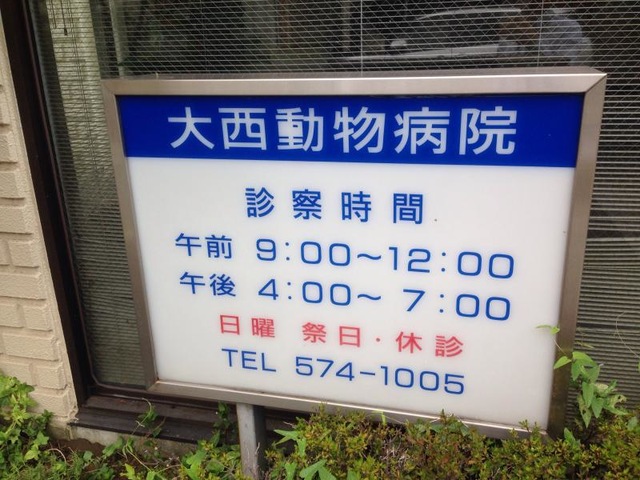 大西動物病院
診察時間
午前 9:00～12:00
午後 4:00～ 7:00
日曜 祭日・休診
TEL 574-1005